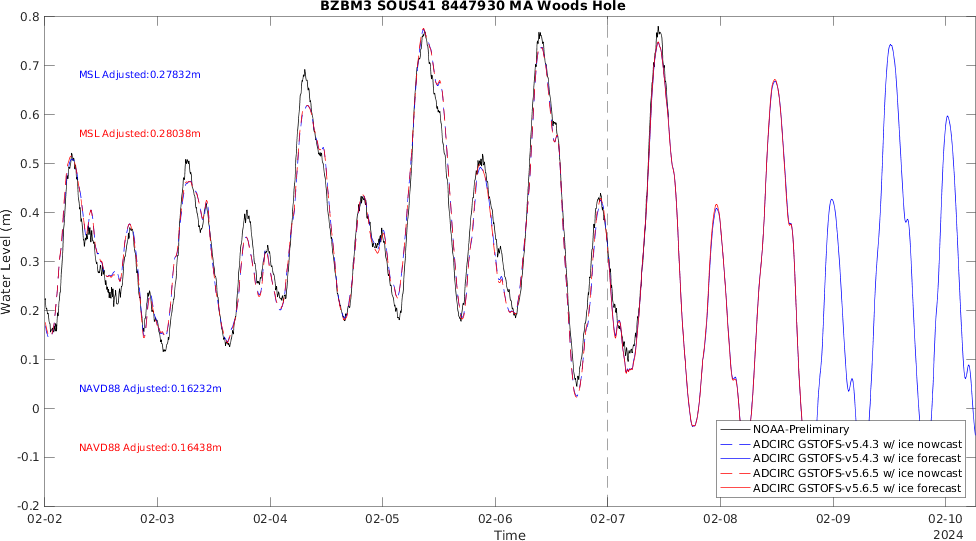 BZBM3 SOUS41 8447930 MA Woods Hole
0.8
0.7
0.6
0.5
0.4
0.3
0.2
0.1
0
-0.1
-0.2
Water Level (m)
MSL Adjusted:0.27832m
MSL Adjusted:0.28038m
NAVD88 Adjusted:0.16232m
NAVD88 Adjusted:0.16438m
NOAA-Preliminary
ADCIRC GSTOFS-v5.4.3 w/ ice nowcast
ADCIRC GSTOFS-v5.4.3 w/ ice forecast
ADCIRC GSTOFS-v5.6.5 w/ ice nowcast
ADCIRC GSTOFS-v5.6.5 w/ ice forecast
02-02 02-03 02-04 02-05 02-06 02-07 02-08 02-09 02-10
Time
2024